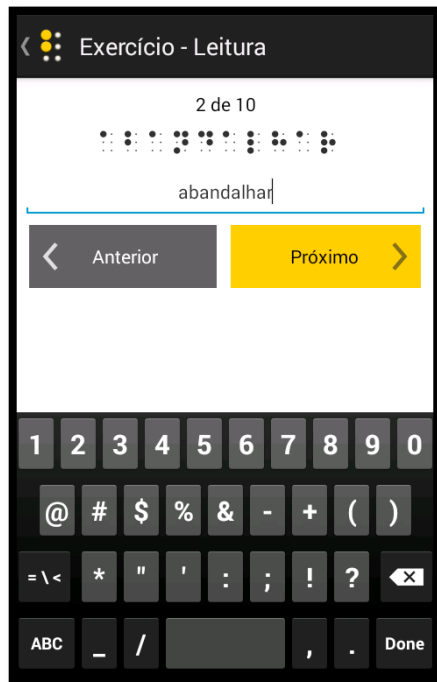 Exercício - Leitura
2 de 10
⠁⠃⠁⠝⠙⠁⠇⠓⠁⠗
abandalhar
Anterior Próximo
1 2 3 4 5 6 7 8 9 0
@ # $ % & - + ( )
= \ < * " ' : ; ! ?
ABC _ / , . Done